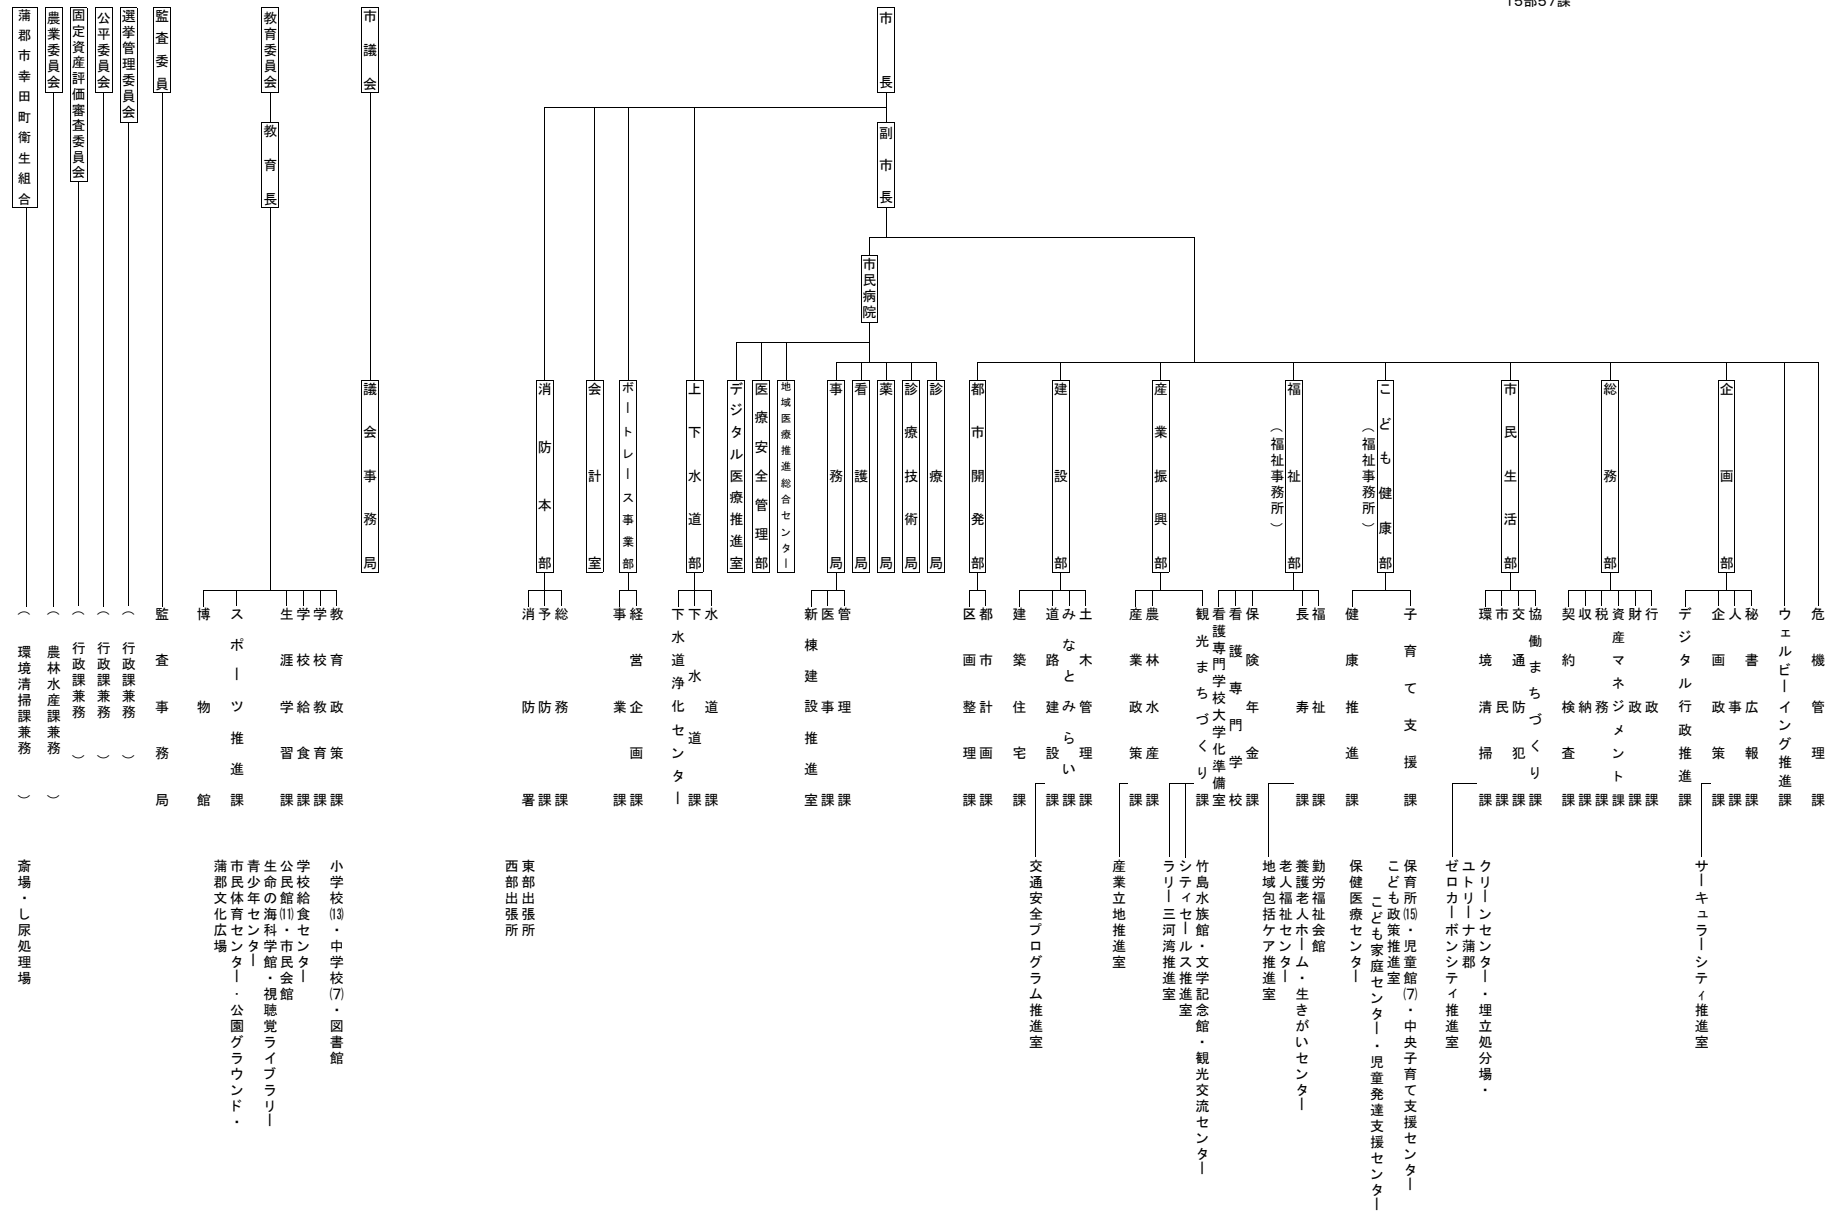 15部57課
市長
副市長
市民病院
市議会
教育委員会
教育長
監査委員
選挙管理委員会
公平委員会
固定資産評価審査委員会
農業委員会
蒲郡市幸田町衛生組合
企画部
総務部
市民生活部
こども健康部
(福祉事務所)
福祉部
(福祉事務所)
産業振興部
建設部
都市開発部
診療局
診療技術局
薬局
看護局
事務局
地域医療推進総合センター
医療安全管理部
デジタル医療推進室
上下水道部
ボートレース事業部
会計室
消防本部
議会事務局
危機管理課
ウェルビーイング推進課
秘書広報課
人事課
企画政策課
デジタル行政推進課
行政課
財政課
資産マネジメント課
税務課
収納課
契約検査課
協働まちづくり課
交通防犯課
市民課
環境清掃課
子育て支援課
健康推進課
福祉課
長寿課
保険年金課
看護専門学校
看護専門学校大学化準備室
観光まちづくり課
農林水産課
産業政策課
土木管理課
みなとみらい課
道路建設課
建築住宅課
都市計画課
区画整理課
管理課
医事課
新棟建設推進室
水道課
下水道課
下水道浄化センター
経営企画課
事業課
総務課
予防課
消防署
教育政策課
学校教育課
学校給食課
生涯学習課
スポーツ推進課
博物館
監査事務局
(行政課兼務)
(行政課兼務)
(行政課兼務)
(農林水産課兼務)
(環境清掃課兼務)
サーキュラーシティ推進室
クリーンセンター・埋立処分場・
ユトリーナ蒲郡
ゼロカーボンシティ推進室
保育所(15)・児童館(7)・中央子育て支援センター
こども政策推進室
こども家庭センター・児童発達支援センター
保健医療センター
勤労福祉会館
養護老人ホーム・生きがいセンター
老人福祉センター
地域包括ケア推進室
竹島水族館・文学記念館・観光交流センター
シティセールス推進室
ラリー三河湾推進室
産業立地推進室
交通安全プログラム推進室
東部出張所
西部出張所
小学校(13)・中学校(7)・図書館
学校給食センター
公民館(11)・市民会館
生命の海科学館・視聴覚ライブラリー
青少年センター
市民体育センター・公園グラウンド・
蒲郡文化広場
斎場・し尿処理場